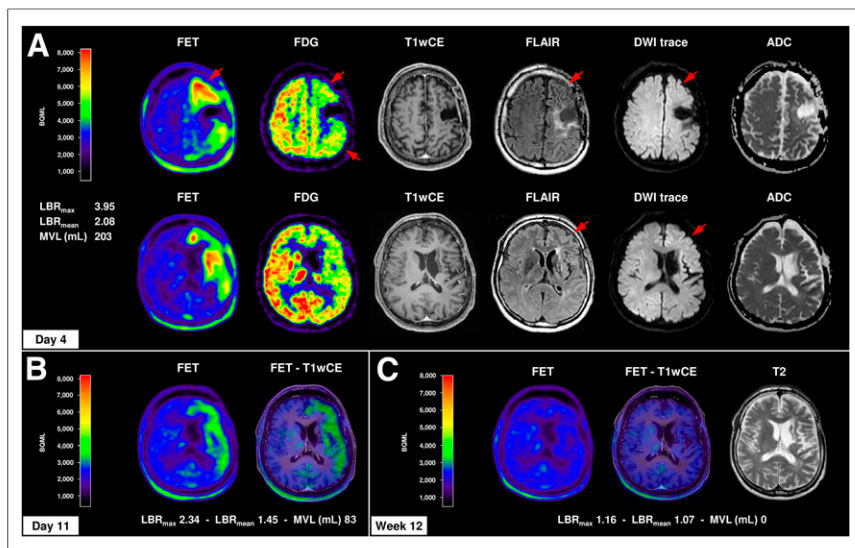 A
FET FDG T1wCE FLAIR DWI trace ADC
8,000
7,000
6,000
5,000
4,000
3,000
2,000
1,000
BQML
LBRmax 3.95
LBRmean 2.08
MVL (mL) 203
FET FDG T1wCE FLAIR DWI trace ADC
Day 4
B
FET FET - T1wCE
8,000
7,000
6,000
5,000
4,000
3,000
2,000
1,000
BQML
Day 11
LBRmax 2.34 - LBRmean 1.45 - MVL (mL) 83
C
FET FET - T1wCE T2
8,000
7,000
6,000
5,000
4,000
3,000
2,000
1,000
BQML
Week 12
LBRmax 1.16 - LBRmean 1.07 - MVL (mL) 0